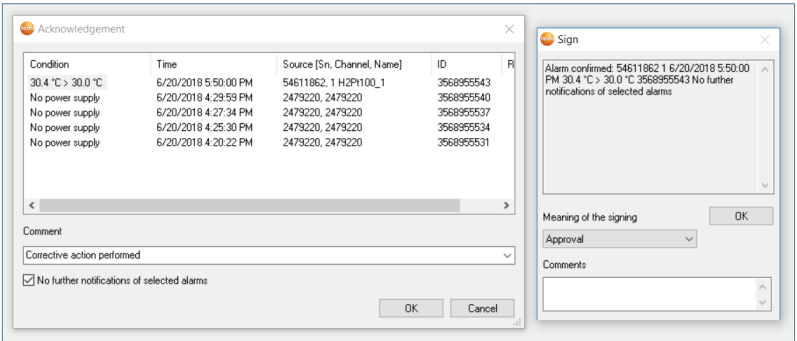 Acknowledgement
Condition Time Source [Sn, Channel, Name] ID R
30.4 °C > 30.0 °C 6/20/2018 5:50:00 PM 54611862, 1 H2Pt100_1 3568955543
No power supply 6/20/2018 4:29:59 PM 2479220, 2479220 3568955540
No power supply 6/20/2018 4:27:34 PM 2479220, 2479220 3568955537
No power supply 6/20/2018 4:25:30 PM 2479220, 2479220 3568955534
No power supply 6/20/2018 4:20:22 PM 2479220, 2479220 3568955531
Comment
Corrective action performed
No further notifications of selected alarms
OK Cancel
Sign
Alarm confirmed: 54611862 1 6/20/2018 5:50:00
PM 30.4 °C > 30.0 °C 3568955543 No further
notifications of selected alarms
Meaning of the signing OK
Approval
Comments